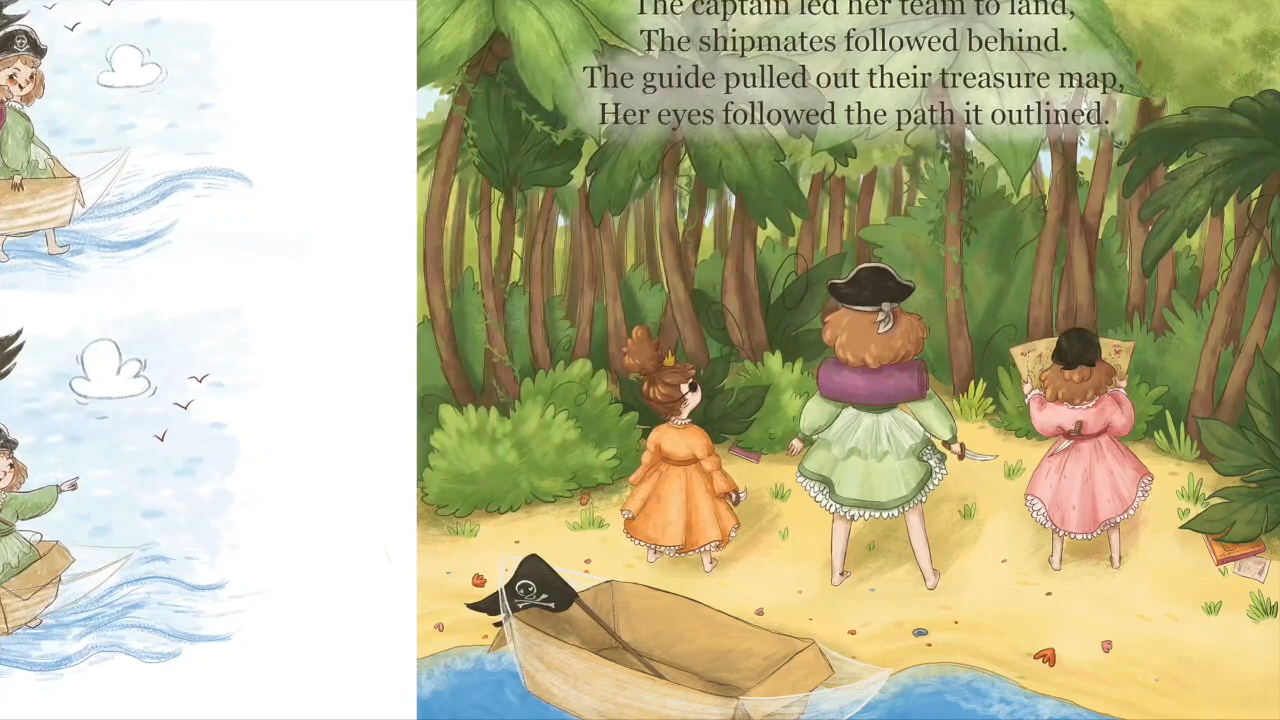 The captain led her team to land,
The shipmates followed behind.
The guide pulled out their treasure map,
Her eyes followed the path it outlined.